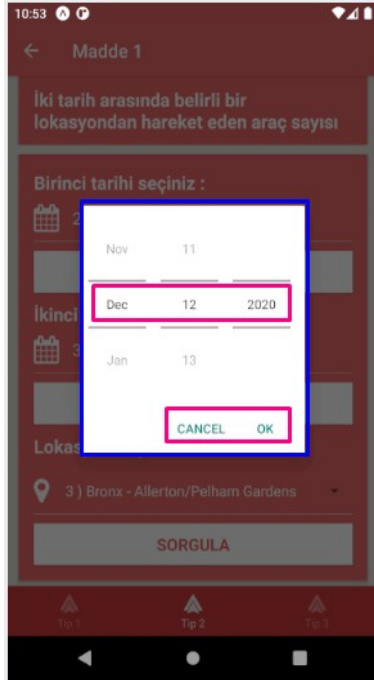 10:53
Madde 1
İki tarih arasında belirli bir
lokasyondan hareket eden araç sayısı
Birinci tarihi seçiniz :
2
Nov 11
Dec 12 2020
İkinci
3
Jan 13
CANCEL OK
3 ) Bronx - Allerton/Pelham Gardens
SORGULA
Tip 1 Tip 2 Tip 3